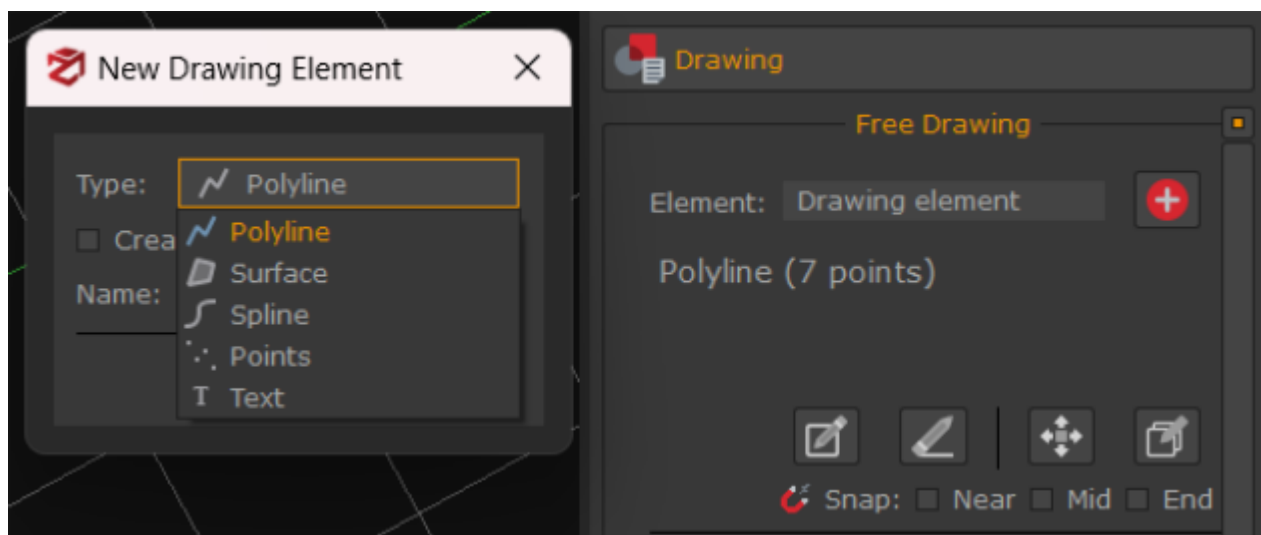 New Drawing Element
Type: Polyline
Polyline
Crea
Surface
Name:
Spline
Points
T Text
Drawing
Free Drawing
Element: Drawing element
Polyline (7 points)
Snap: Near Mid End